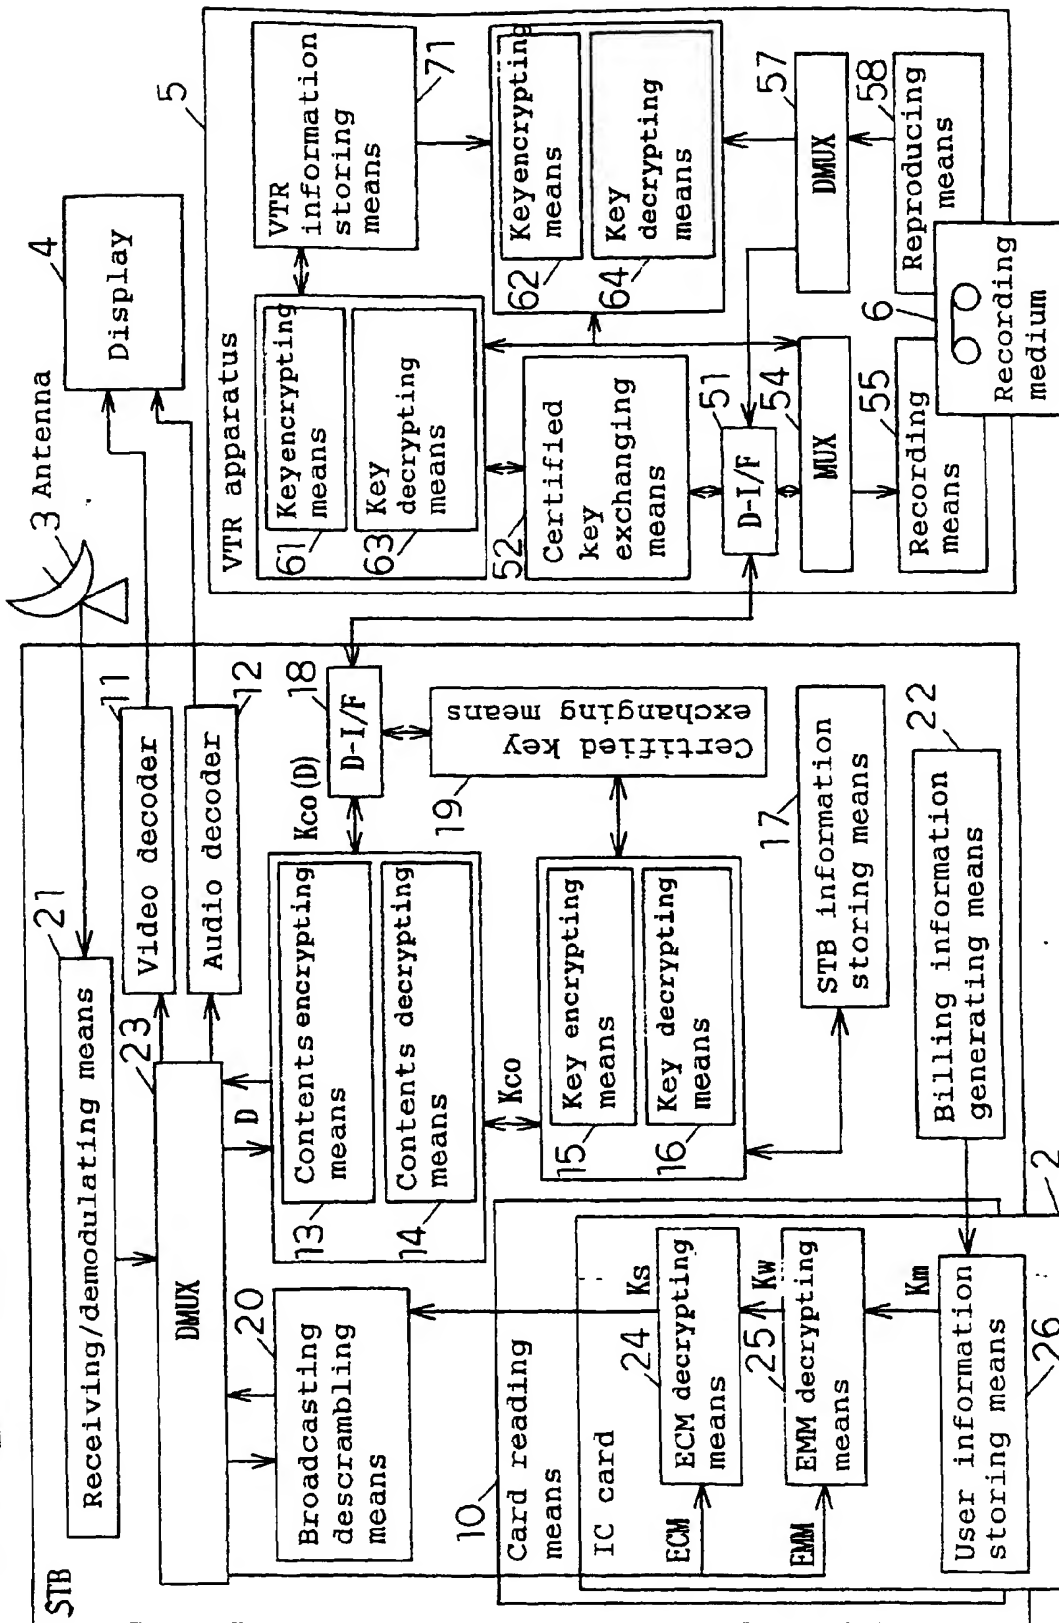 STB
Receiving/demodulating means
21
3
Antenna
4
Display
5
23
DMUX
11
Video decoder
Audio decoder
12
D
Kco(D)
18
D-I/F
20
Broadcasting
descrambling
means
13
Contents encrypting
means
14
Contents decrypting
means
19
Certified key
exchanging means
Kco
15
Key encrypting
means
16
Key decrypting
means
17
STB information
storing means
22
Billing information
generating means
10
Card reading
means
IC card
2
Ks
24
ECM decrypting
means
ECM
Kw
25
EMM decrypting
means
EMM
Km
User information
storing means
26
VTR apparatus
61
Keyencrypting
means
63
Key
decrypting
means
VTR
information
storing
means
71
Keyencrypting
means
62
Key
decrypting
means
64
52
Certified
key
exchanging
means
51
D-I/F
54
MUX
55
Recording
means
57
DMUX
58
Reproducing
means
6
Recording
medium